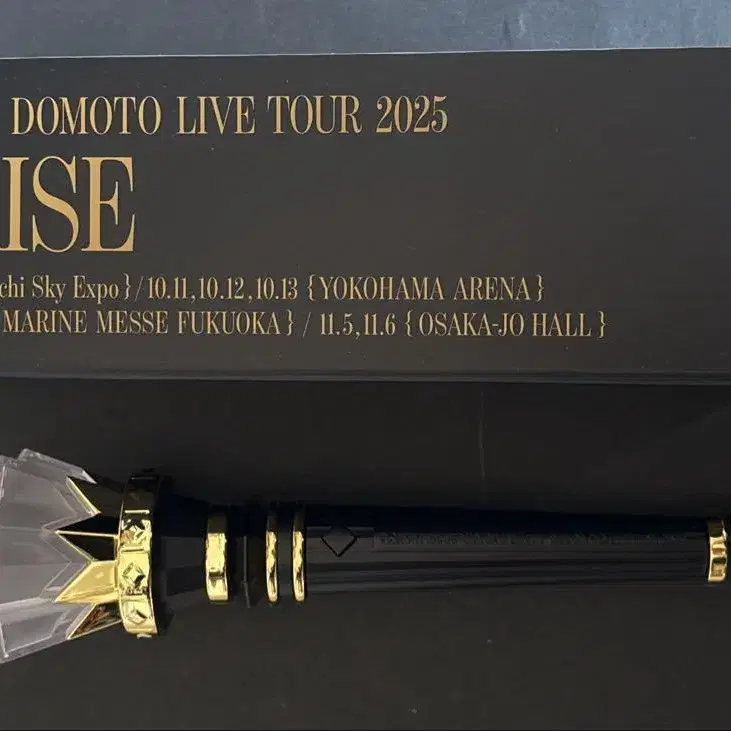 DOMOTO LIVE TOUR 2025
ISE
chi Sky Expo}/10.11,10.12,10.13 {YOKOHAMA ARENA}
MARINE MESSE FUKUOKA} / 11.5,11.6 {OSAKA-JO HALL}